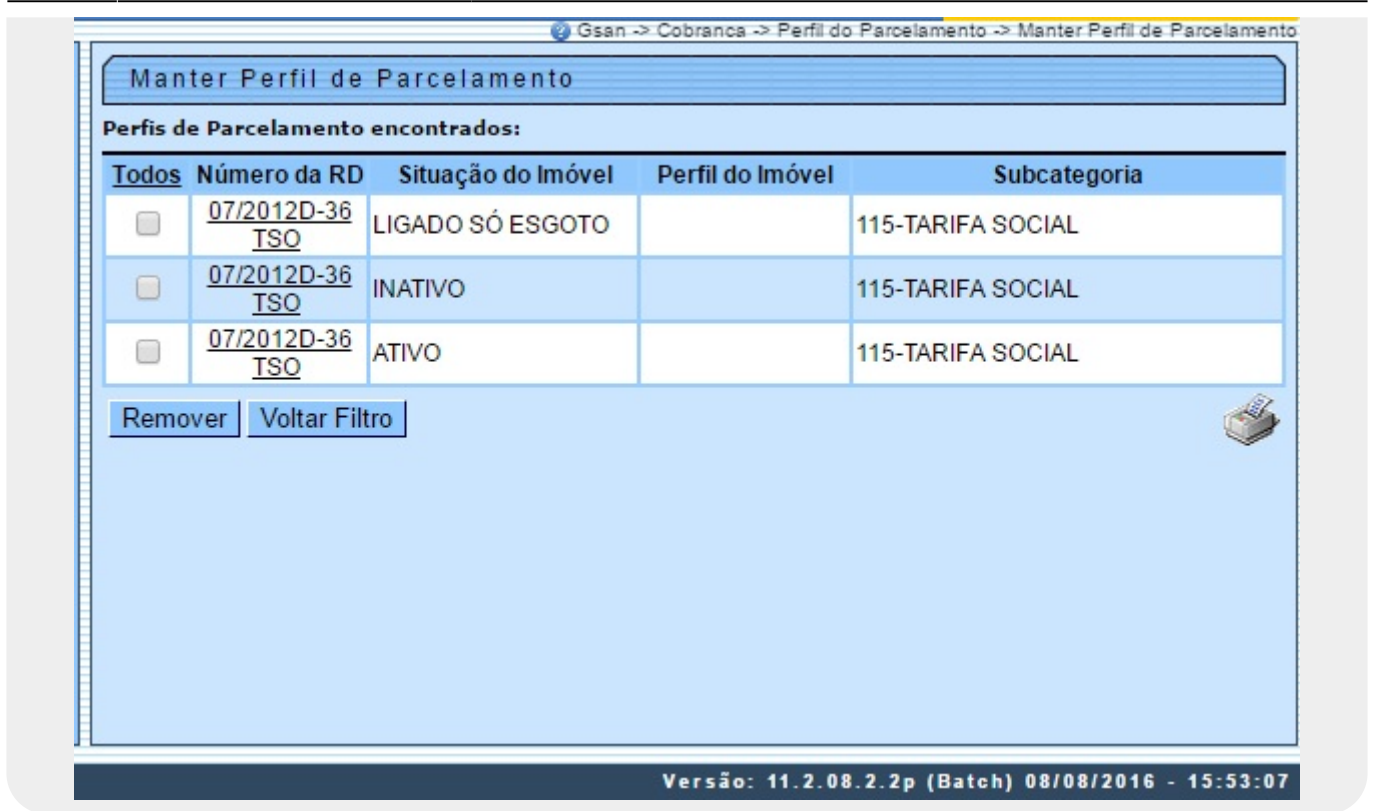 Gsan -> Cobranca -> Perfil do Parcelamento -> Manter Perfil de Parcelamento
Manter Perfil de Parcelamento
Perfis de Parcelamento encontrados:
Todos Número da RD Situação do Imóvel Perfil do Imóvel Subcategoria
07/2012D-36 TSO LIGADO SÓ ESGOTO 115-TARIFA SOCIAL
07/2012D-36 TSO INATIVO 115-TARIFA SOCIAL
07/2012D-36 TSO ATIVO 115-TARIFA SOCIAL
Remover Voltar Filtro
Versão: 11.2.08.2.2p (Batch) 08/08/2016 - 15:53:07